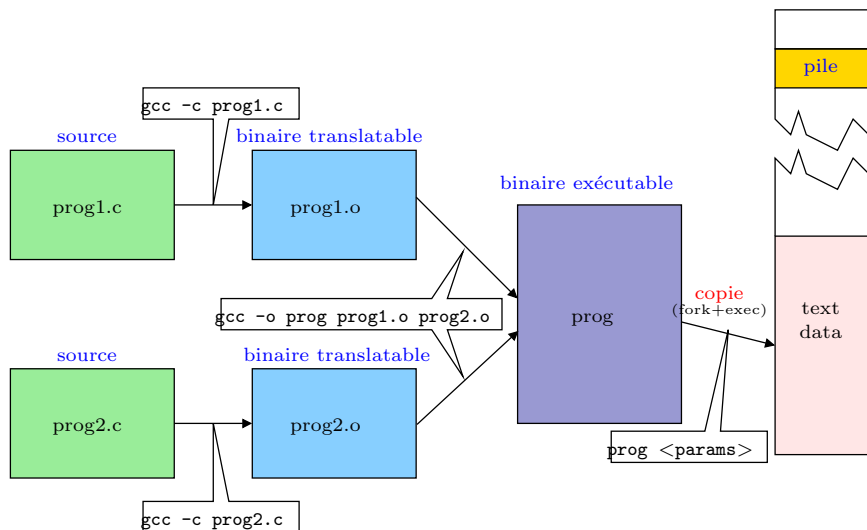 pile
gcc -c prog1.c
source
binaire translatable
prog1.c
prog1.o
binaire exécutable
copie
(fork+exec)
gcc -o prog prog1.o prog2.o
prog
text
data
source
binaire translatable
prog2.c
prog2.o
prog <params>
gcc -c prog2.c